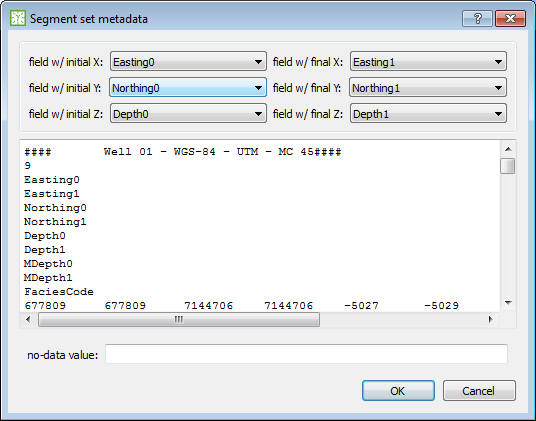 Segment set metadata
field w/ initial X: Easting0 field w/ final X: Easting1
field w/ initial Y: Northing0 field w/ final Y: Northing1
field w/ initial Z: Depth0 field w/ final Z: Depth1
#### Well 01 - WGS-84 - UTM - MC 45####
9
Easting0
Easting1
Northing0
Northing1
Depth0
Depth1
MDepth0
MDepth1
FaciesCode
677809 677809 7144706 7144706 -5027 -5029
no-data value:
OK Cancel